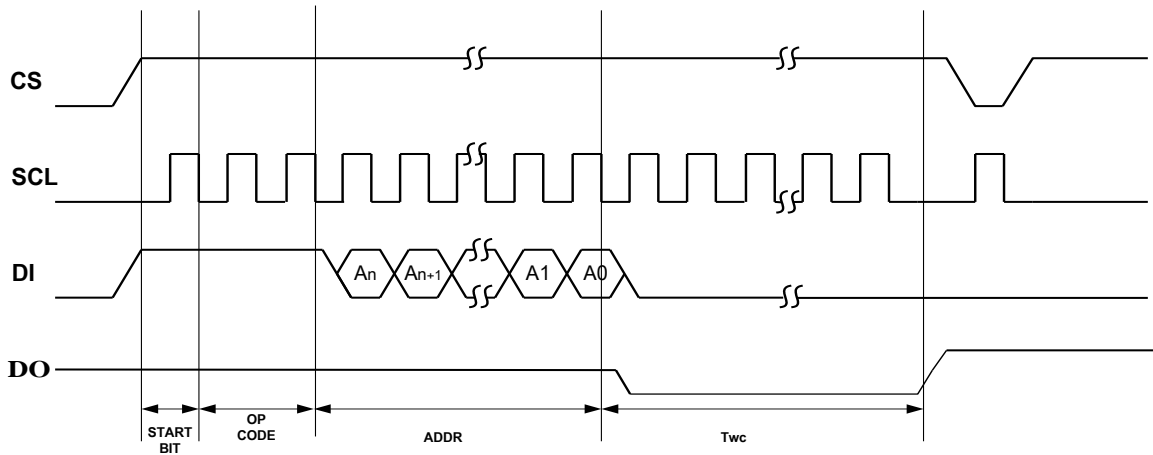 CS
SCL
DI
An An+1 A1 A0
DO
START
BIT
OP
CODE
ADDR
Twc